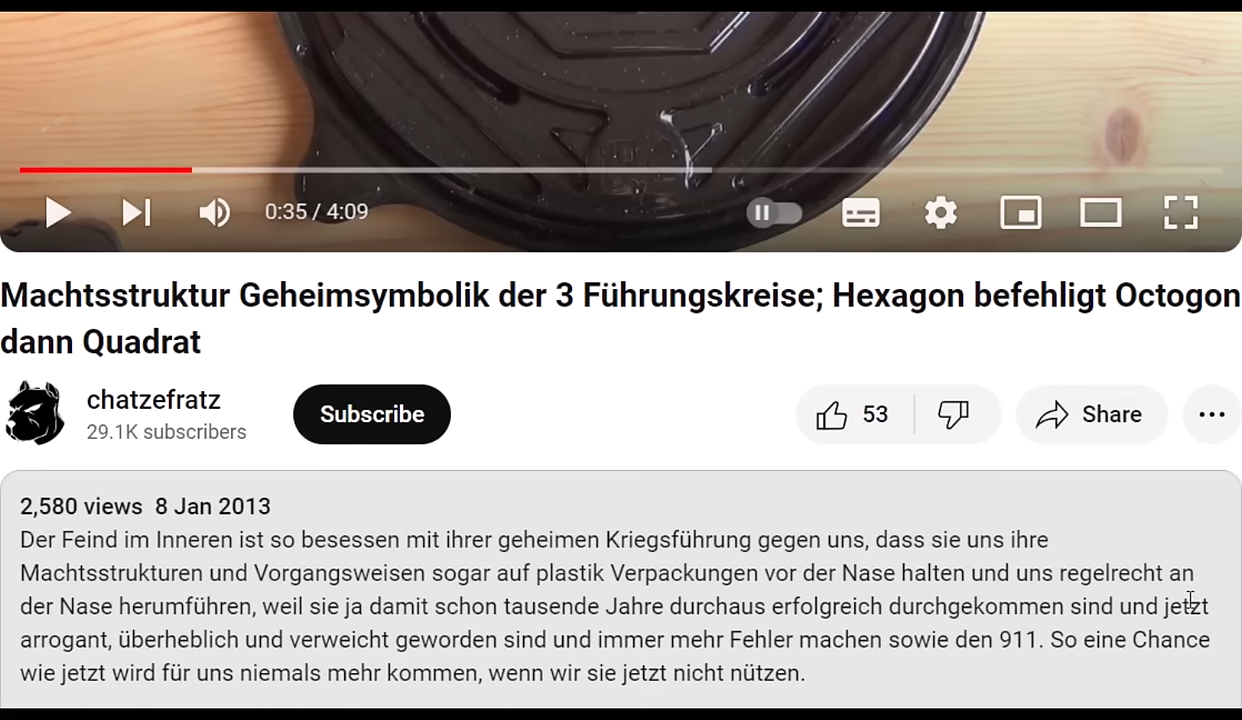 0:35 / 4:09
Machtsstruktur Geheimsymbolik der 3 Führungskreise; Hexagon befehligt Octogon
dann Quadrat
chatzefratz
29.1K subscribers
Subscribe
53
Share
2,580 views 8 Jan 2013
Der Feind im Inneren ist so besessen mit ihrer geheimen Kriegsführung gegen uns, dass sie uns ihre
Machtsstrukturen und Vorgangsweisen sogar auf plastik Verpackungen vor der Nase halten und uns regelrecht an
der Nase herumführen, weil sie ja damit schon tausende Jahre durchaus erfolgreich durchgekommen sind und jetzt
arrogant, überheblich und verweicht geworden sind und immer mehr Fehler machen sowie den 911. So eine Chance
wie jetzt wird für uns niemals mehr kommen, wenn wir sie jetzt nicht nützen.